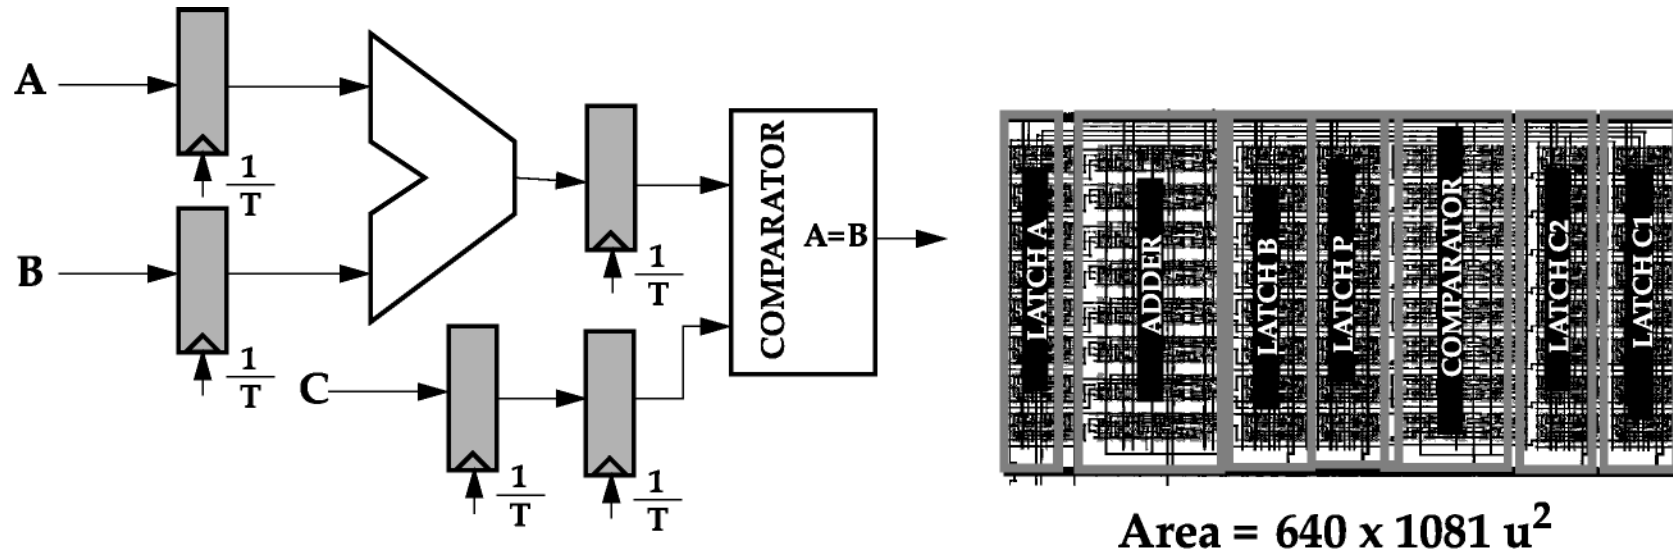 A
1
T
B
1
T
C
1
T
1
T
1
T
COMPARATOR
A=B
LATCH A
ADDER
LATCH B
LATCH P
COMPARATOR
LATCH C2
LATCH C1
Area = 640 x 1081 u²